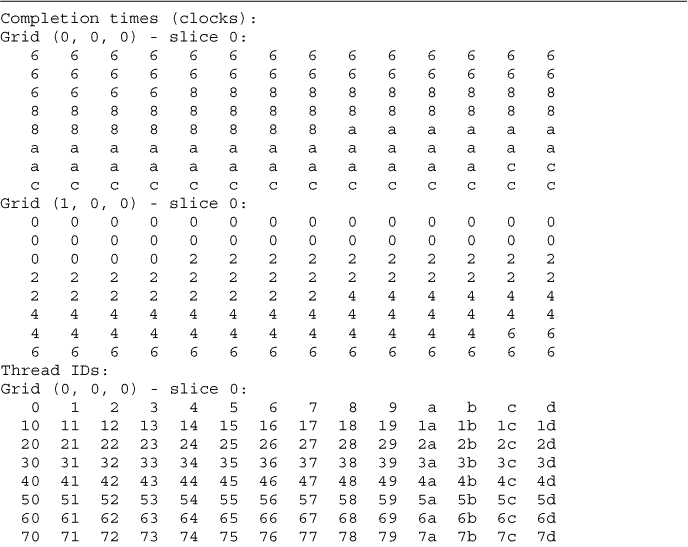 Completion times (clocks):
Grid (0, 0, 0) - slice 0:
6 6 6 6 6 6 6 6 6 6 6 6 6 6
6 6 6 6 6 6 6 6 6 6 6 6 6 6
6 6 6 6 8 8 8 8 8 8 8 8 8 8
8 8 8 8 8 8 8 8 8 8 8 8 8 8
8 8 8 8 8 8 8 8 a a a a a a
a a a a a a a a a a a a a a
a a a a a a a a a a a a c c
c c c c c c c c c c c c c c
Grid (1, 0, 0) - slice 0:
0 0 0 0 0 0 0 0 0 0 0 0 0 0
0 0 0 0 0 0 0 0 0 0 0 0 0 0
0 0 0 0 2 2 2 2 2 2 2 2 2 2
2 2 2 2 2 2 2 2 2 2 2 2 2 2
2 2 2 2 2 2 2 2 4 4 4 4 4 4
4 4 4 4 4 4 4 4 4 4 4 4 4 4
4 4 4 4 4 4 4 4 4 4 4 4 6 6
6 6 6 6 6 6 6 6 6 6 6 6 6 6
Thread IDs:
Grid (0, 0, 0) - slice 0:
0 1 2 3 4 5 6 7 8 9 a b c d
10 11 12 13 14 15 16 17 18 19 1a 1b 1c 1d
20 21 22 23 24 25 26 27 28 29 2a 2b 2c 2d
30 31 32 33 34 35 36 37 38 39 3a 3b 3c 3d
40 41 42 43 44 45 46 47 48 49 4a 4b 4c 4d
50 51 52 53 54 55 56 57 58 59 5a 5b 5c 5d
60 61 62 63 64 65 66 67 68 69 6a 6b 6c 6d
70 71 72 73 74 75 76 77 78 79 7a 7b 7c 7d